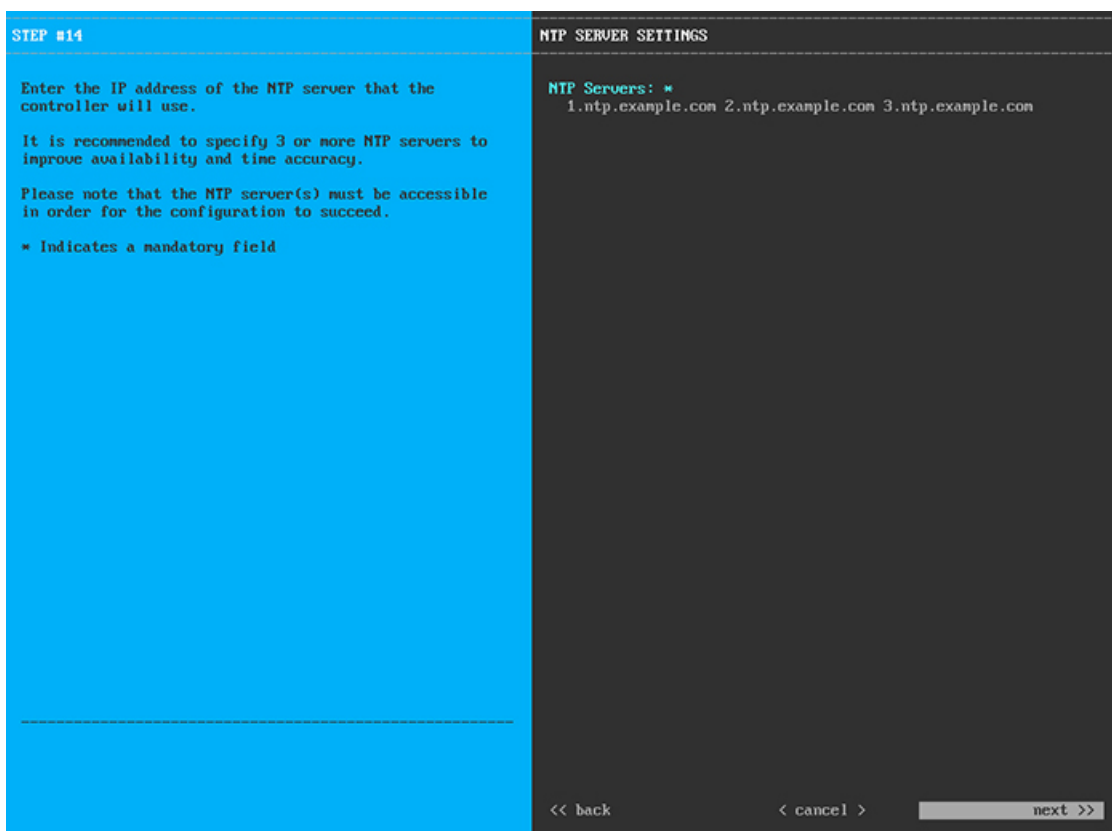 STEP #14
Enter the IP address of the NTP server that the
controller will use.
It is recommended to specify 3 or more NTP servers to
improve availability and time accuracy.
Please note that the NTP server(s) must be accessible
in order for the configuration to succeed.
* Indicates a mandatory field
NTP SERVER SETTINGS
NTP Servers: *
1.ntp.example.com 2.ntp.example.com 3.ntp.example.com
<< back < cancel > next >>